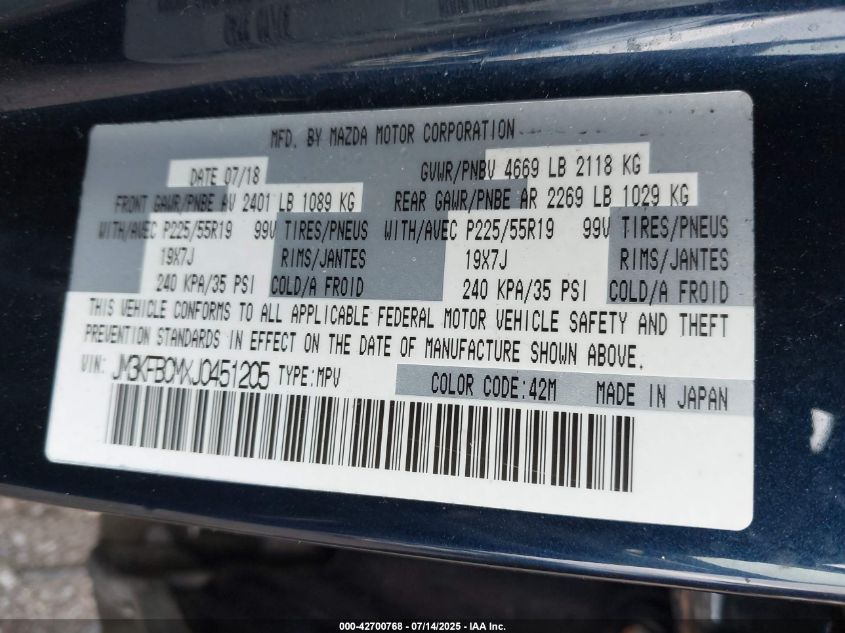 MFD. BY MAZDA MOTOR CORPORATION
DATE 07/18 GVWR/PNBV 4669 LB 2118 KG
FRONT GAWR/PNBE AV 2401 LB 1089 KG REAR GAWR/PNBE AR 2269 LB 1029 KG
WITH/AVEC P225/55R19 99V TIRES/PNEUS WITH/AVEC P225/55R19 99V TIRES/PNEUS
19X7J RIMS/JANTES 19X7J RIMS/JANTES
240 KPA/35 PSI COLD/A FROID 240 KPA/35 PSI COLD/A FROID
THIS VEHICLE CONFORMS TO ALL APPLICABLE FEDERAL MOTOR VEHICLE SAFETY AND THEFT
PREVENTION STANDARDS IN EFFECT ON THE DATE OF MANUFACTURE SHOWN ABOVE.
VIN: JM3KFBCMXJ0451205 TYPE:MPV COLOR CODE:42M MADE IN JAPAN
000-42700768 - 07/14/2025 - IAA Inc.